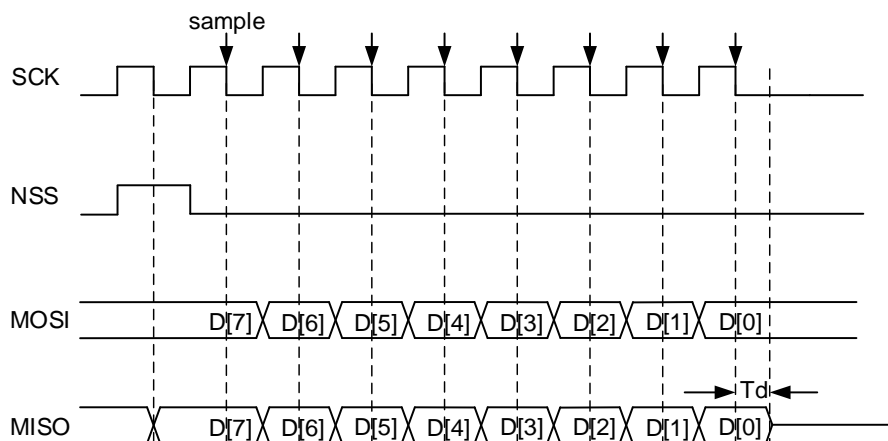 sample
SCK
NSS
MOSI D[7] D[6] D[5] D[4] D[3] D[2] D[1] D[0]
Td
MISO D[7] D[6] D[5] D[4] D[3] D[2] D[1] D[0]